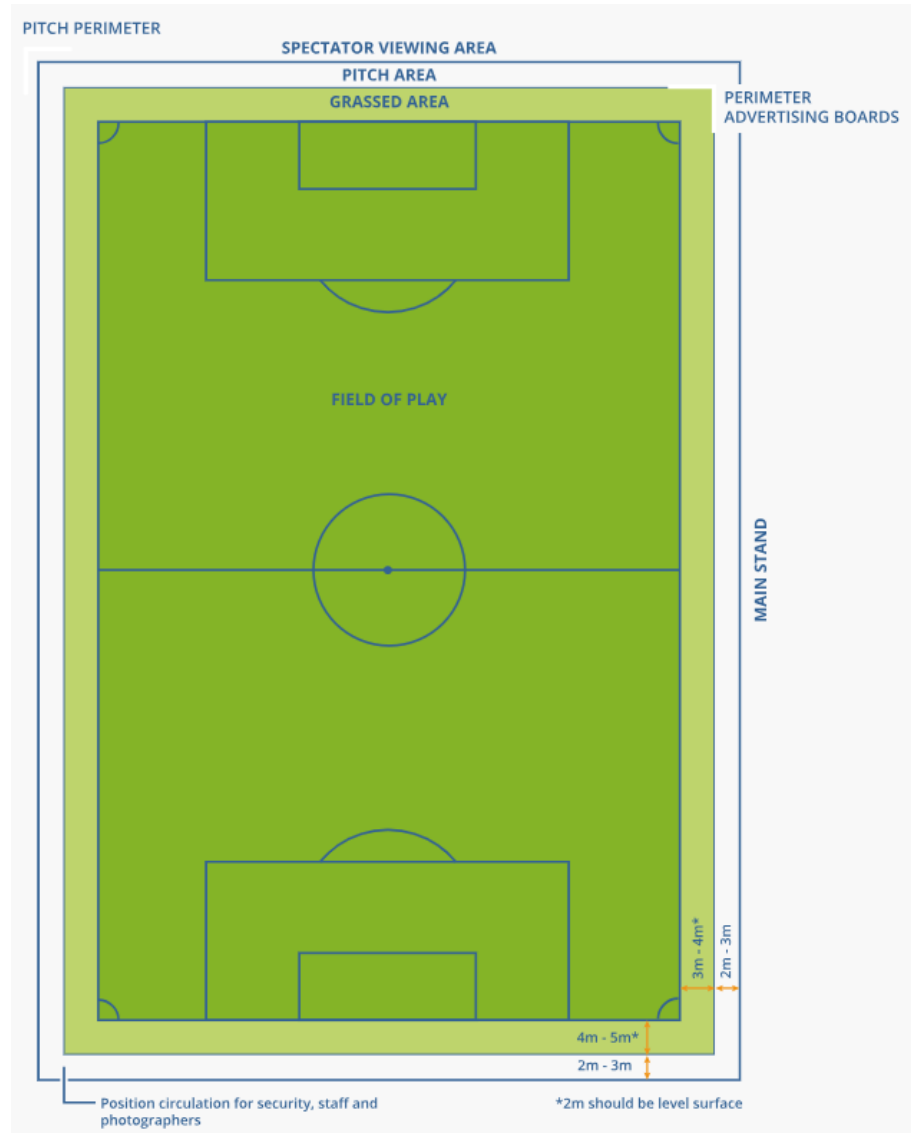 PITCH PERIMETER
SPECTATOR VIEWING AREA
PITCH AREA
GRASSED AREA
PERIMETER
ADVERTISING BOARDS
FIELD OF PLAY
MAIN STAND
3m - 4m*
2m - 3m
4m - 5m*
2m - 3m
Position circulation for security, staff and
photographers
*2m should be level surface